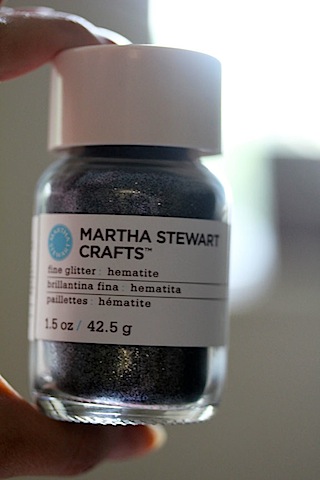 MARTHA STEWART
CRAFTS™
fine glitter : hematite
brillantina fina : hematita
paillettes : hématite
1.5 oz / 42.5 g